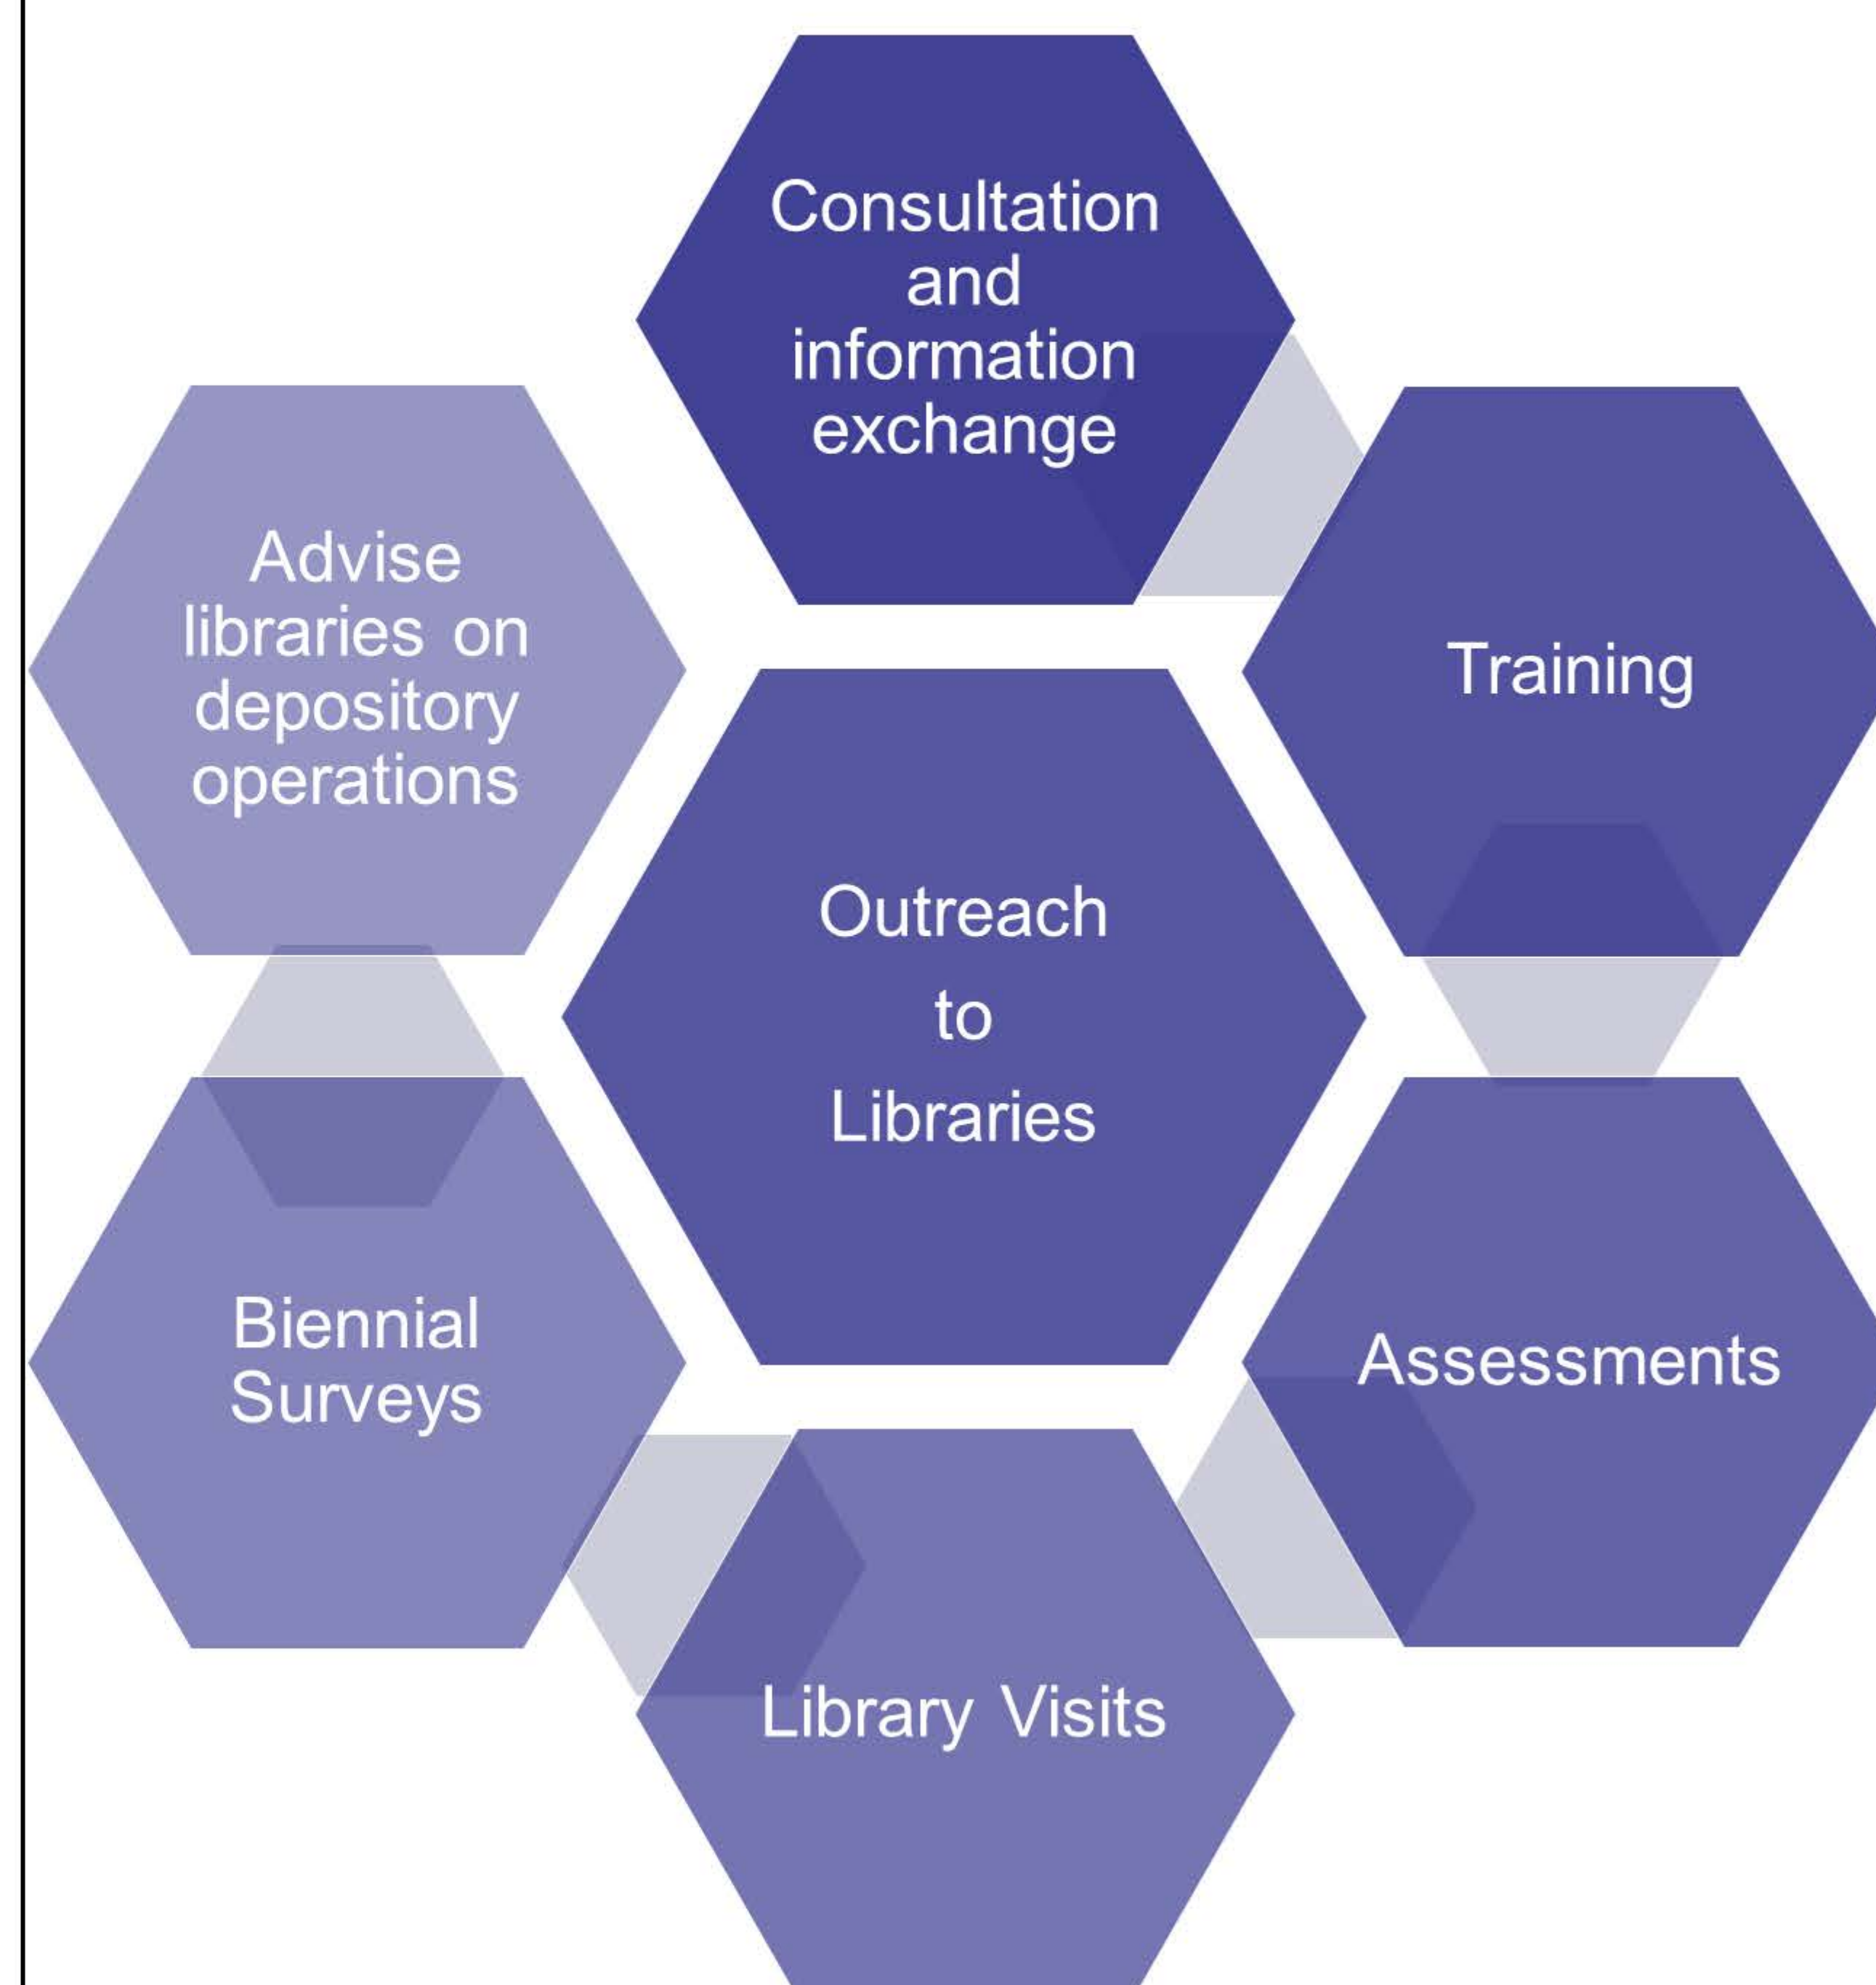 Consultation
and
information
exchange
Advise
libraries on
depository
operations
Training
Outreach
to
Libraries
Biennial
Surveys
Assessments
Library Visits